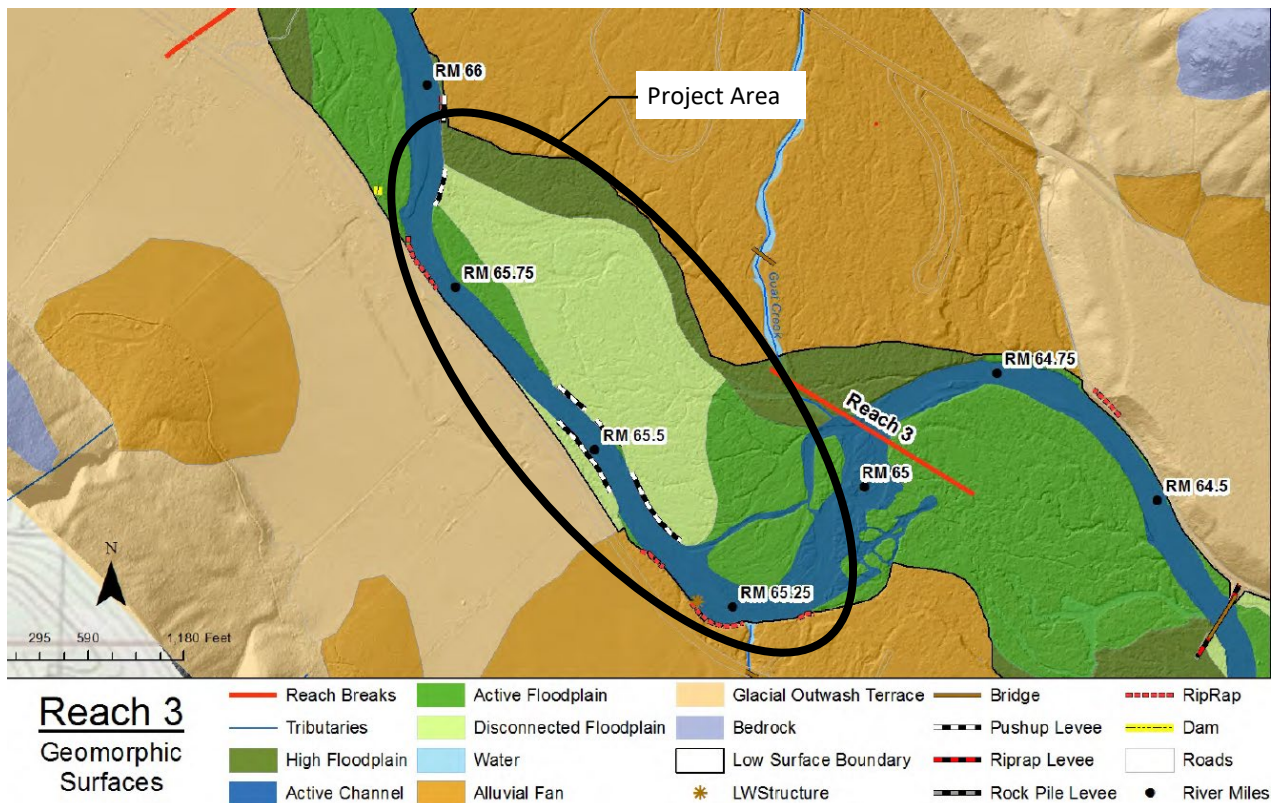 RM 66
Project Area
RM 65.75
Goat Creek
RM 64.75
Reach 3
RM 65.5
RM 65
RM 64.5
N
RM 65.25
295 590 1,180 Feet
Reach 3
Geomorphic
Surfaces
Reach Breaks
Tributaries
High Floodplain
Active Channel
Active Floodplain
Disconnected Floodplain
Water
Alluvial Fan
Glacial Outwash Terrace
Bedrock
Low Surface Boundary
LWStructure
Bridge
Pushup Levee
Riprap Levee
Rock Pile Levee
RipRap
Dam
Roads
River Miles